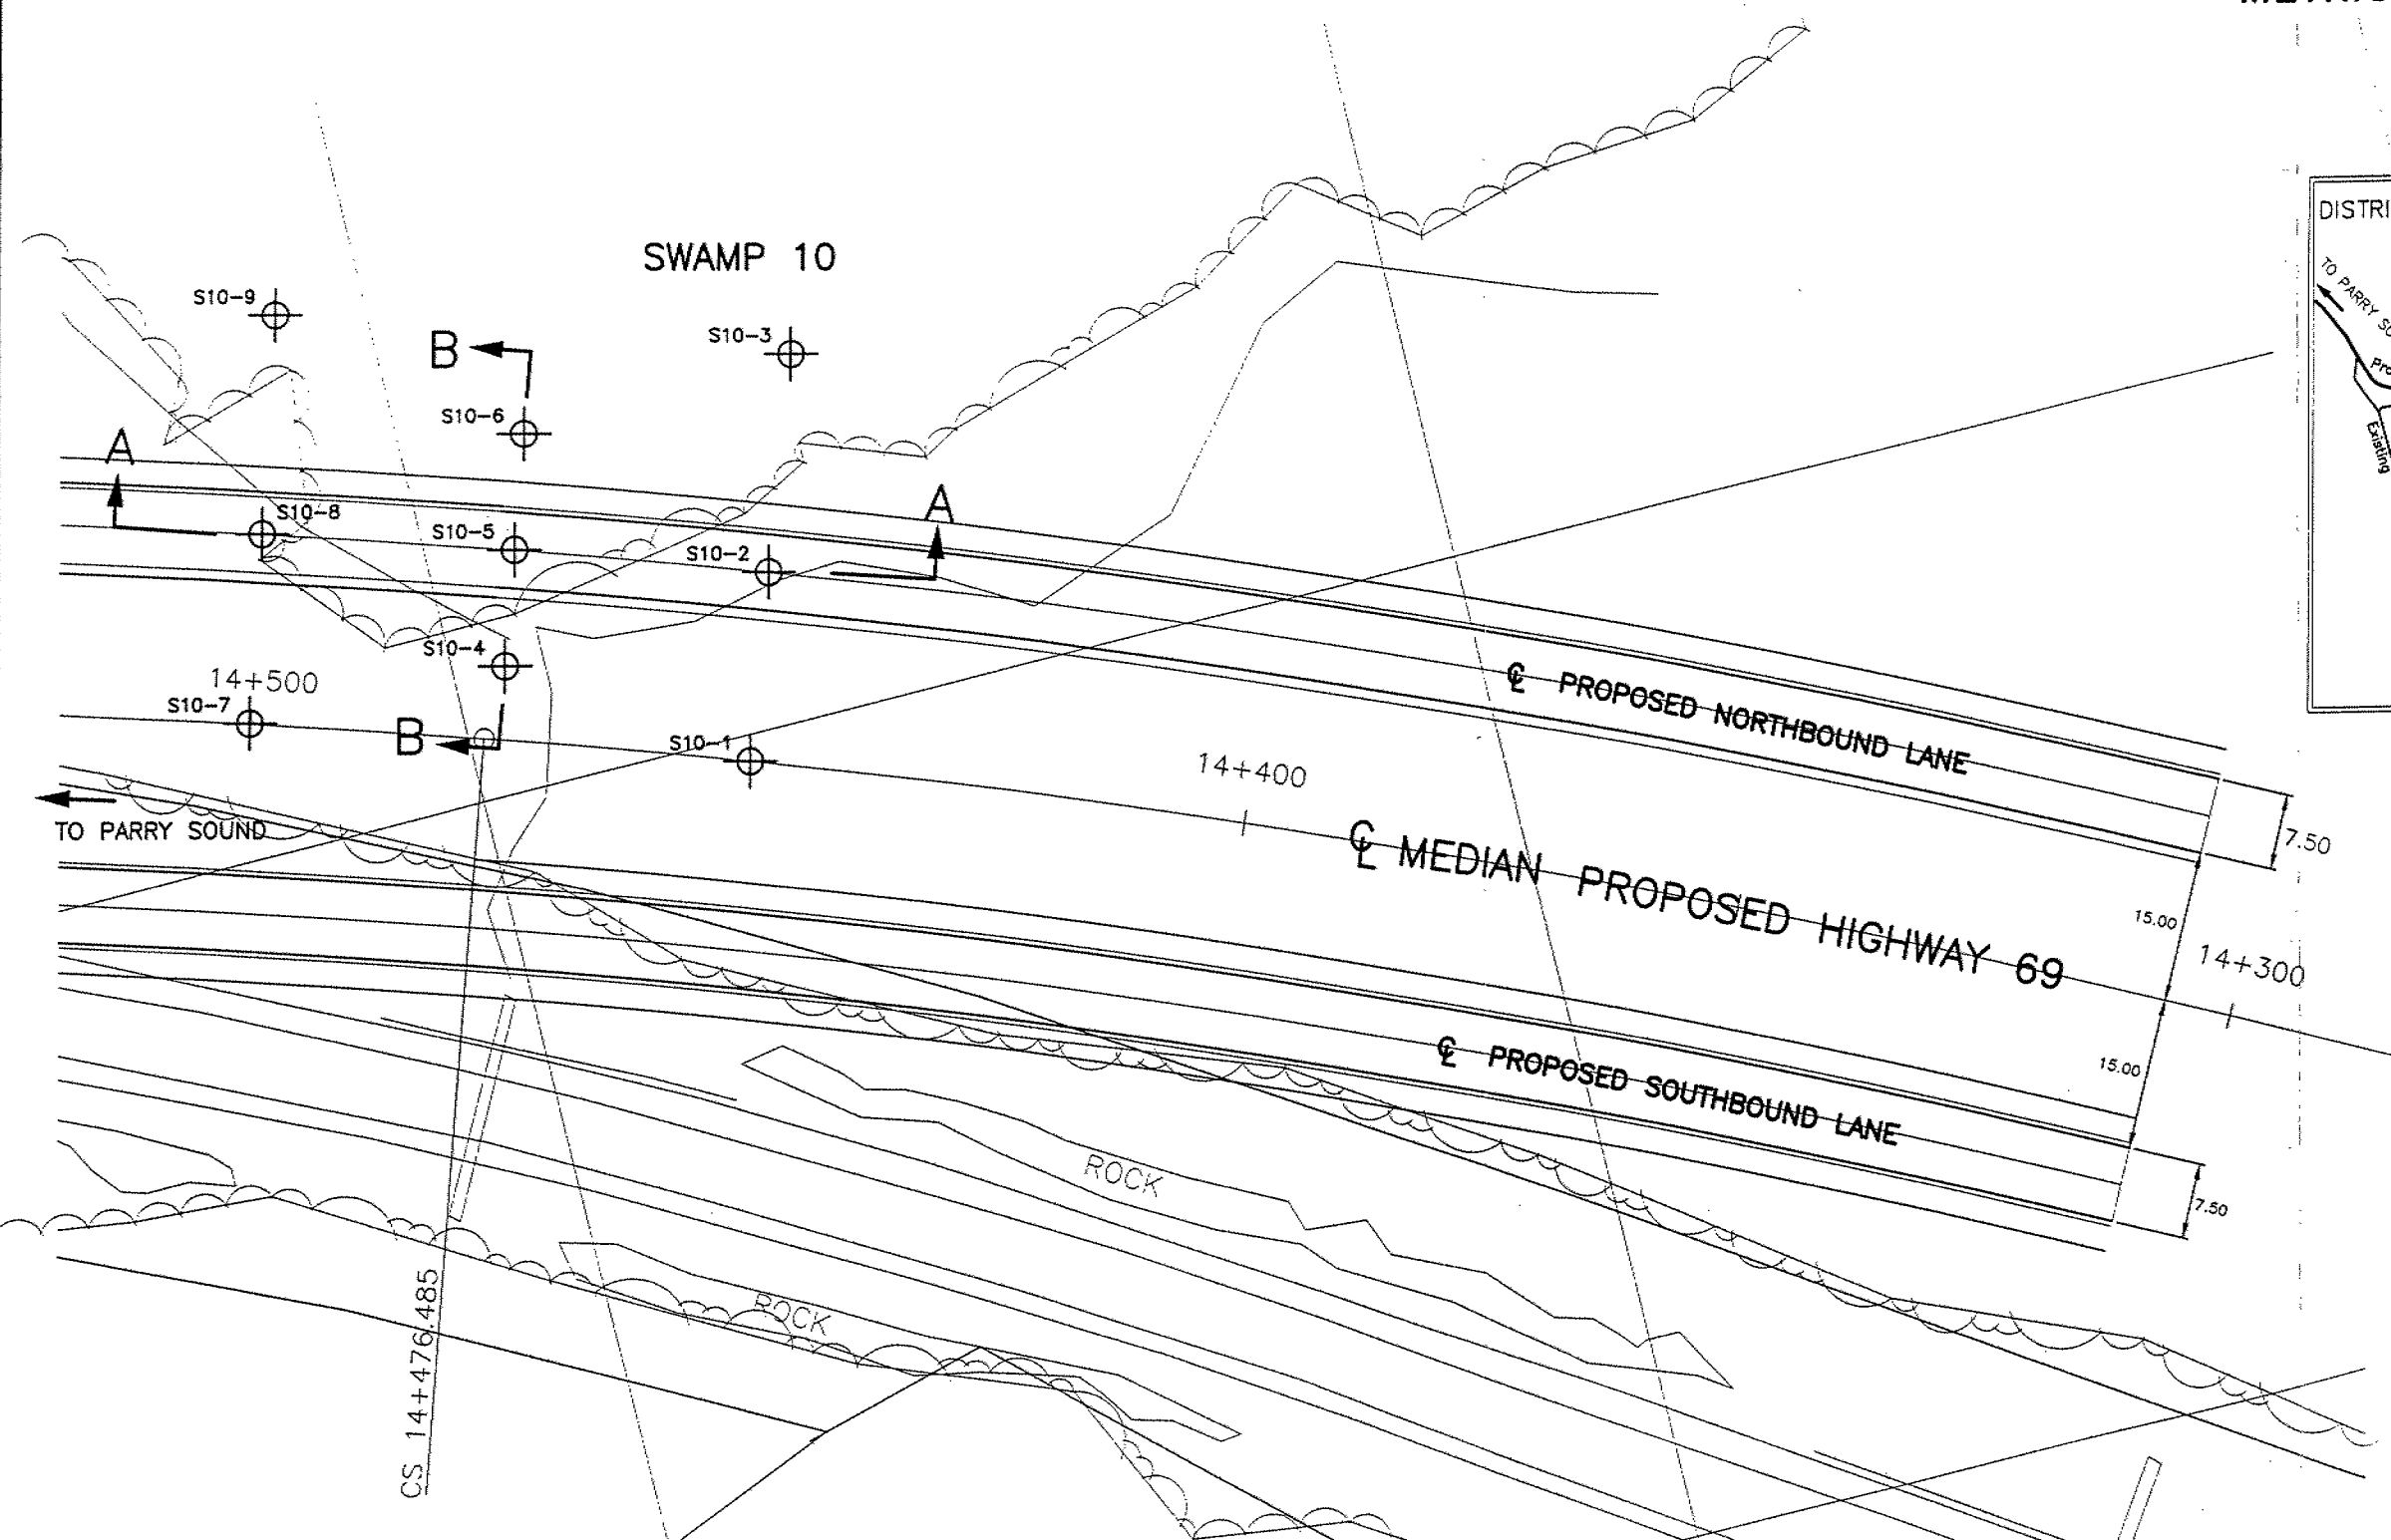 DISTRI
TO PARRY
Existing
SWAMP 10
S10-9
B
S10-3
S10-6
A
A
S10-8
S10-5
S10-2
S10-4
14+500
S10-7
B
S10-1
℄ PROPOSED NORTHBOUND LANE
14+400
TO PARRY SOUND
7.50
℄ MEDIAN PROPOSED HIGHWAY 69
15.00
14+300
15.00
℄ PROPOSED SOUTHBOUND LANE
ROCK
7.50
ROCK
CS 14+476.485